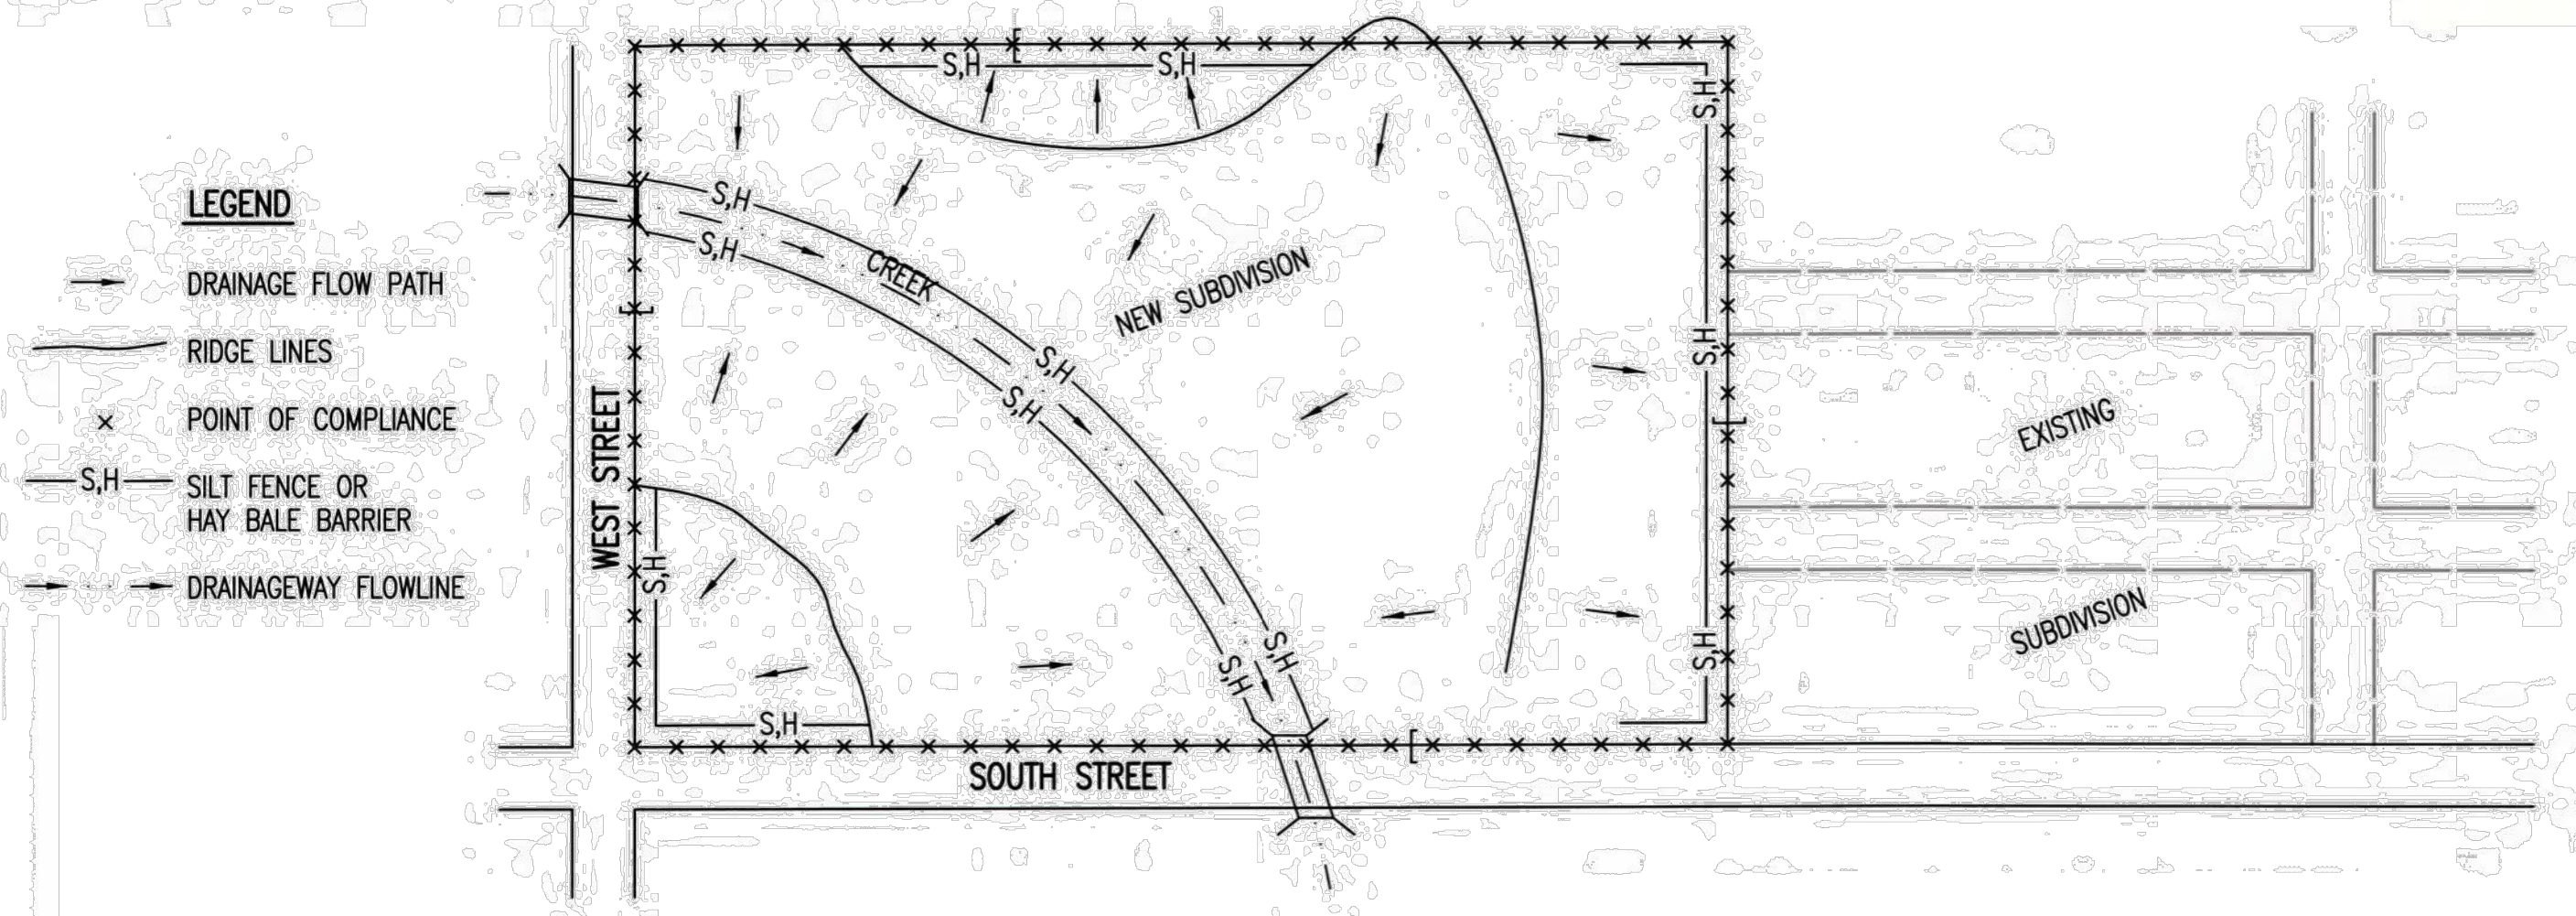 LEGEND
DRAINAGE FLOW PATH
RIDGE LINES
× POINT OF COMPLIANCE
S,H SILT FENCE OR
HAY BALE BARRIER
DRAINAGEWAY FLOWLINE
S,H
S,H
S,H
S,H
S,H
CREEK
NEW SUBDIVISION
S,H
S,H
S,H
WEST STREET
S,H
S,H
S,H
S,H
S,H
SOUTH STREET
EXISTING
SUBDIVISION